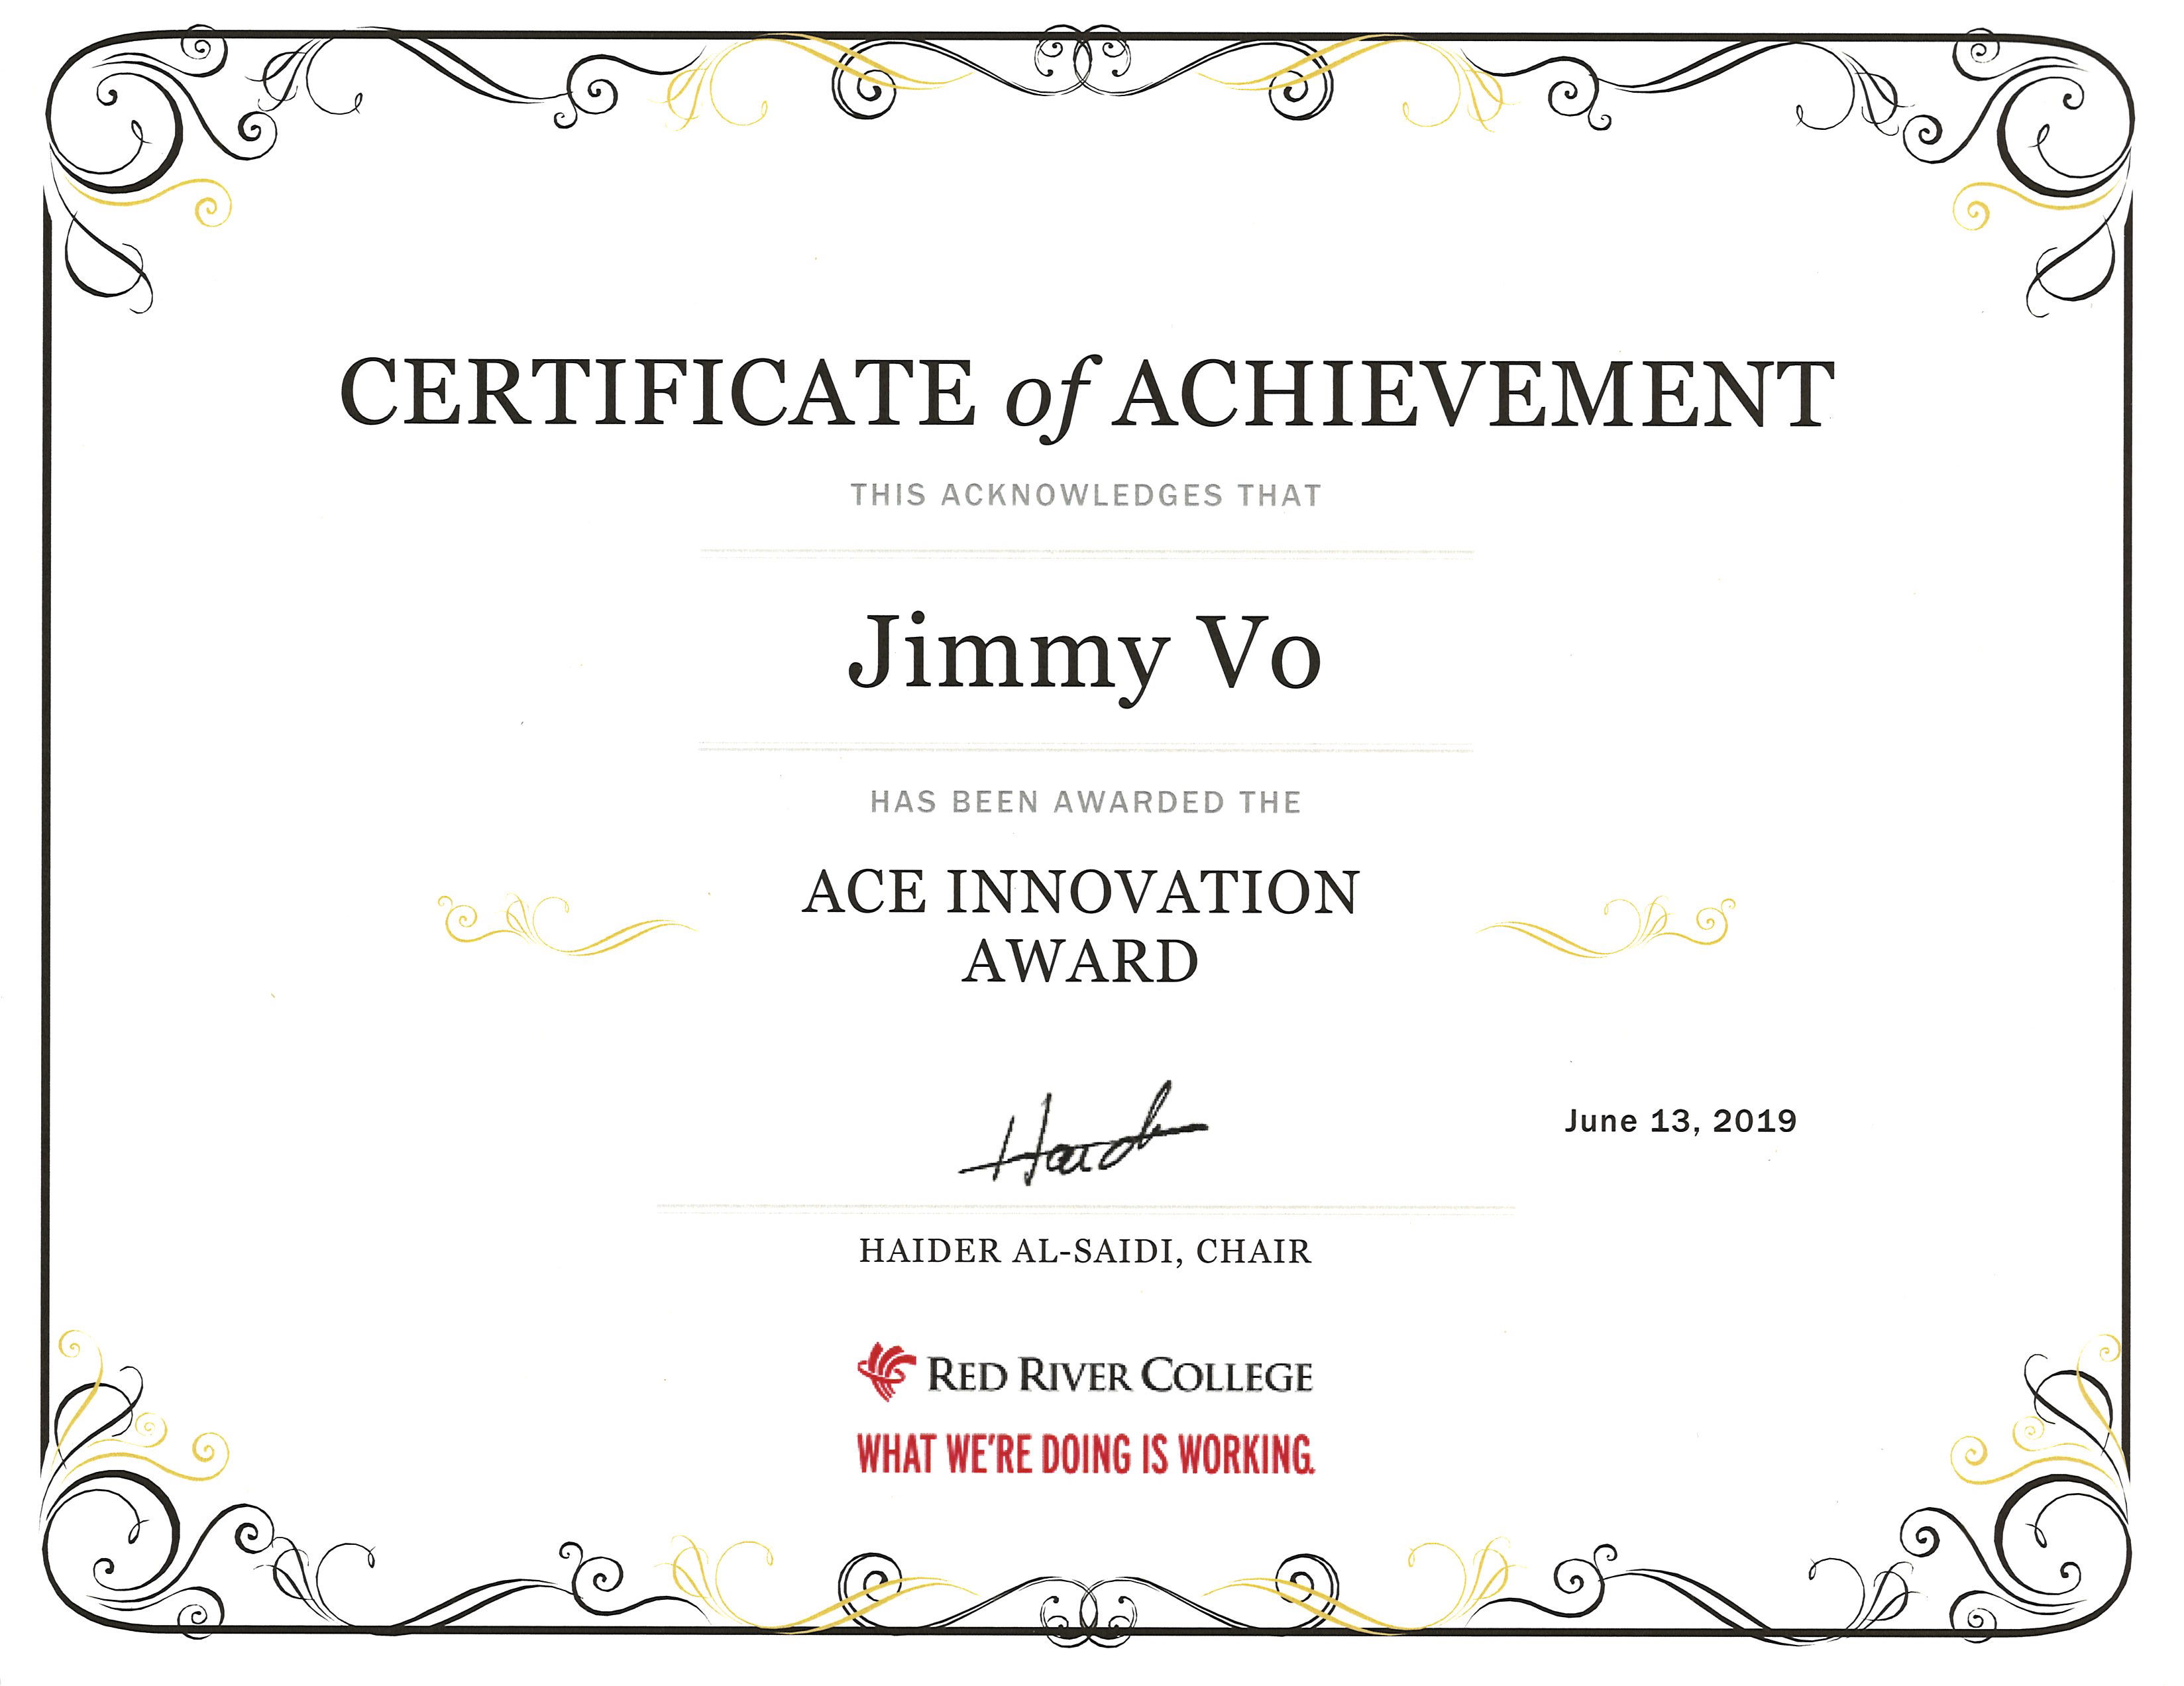 CERTIFICATE of ACHIEVEMENT
THIS ACKNOWLEDGES THAT
Jimmy Vo
HAS BEEN AWARDED THE
ACE INNOVATION
AWARD
Haid
June 13, 2019
HAIDER AL-SAIDI, CHAIR
RED RIVER COLLEGE
WHAT WE'RE DOING IS WORKING.